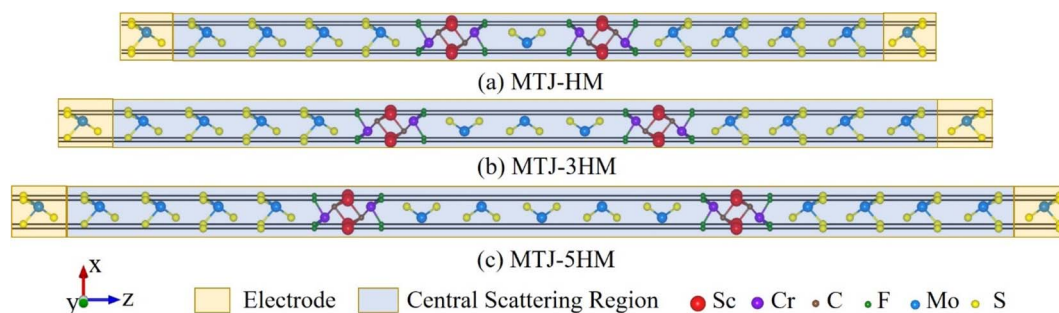 (a) MTJ-HM
(b) MTJ-3HM
(c) MTJ-5HM
x
y z
Electrode Central Scattering Region Sc Cr C F Mo S